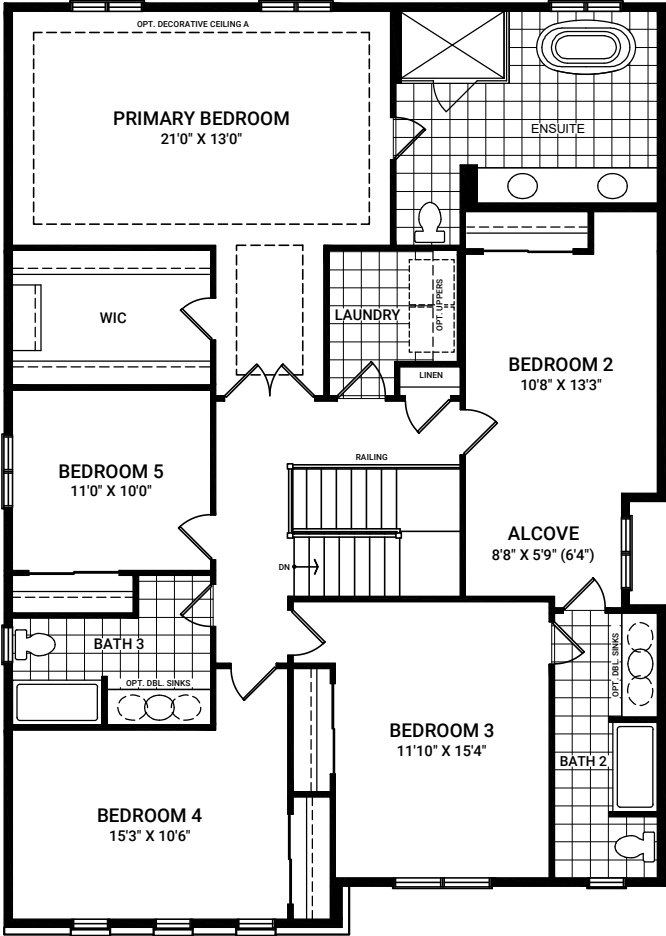 OPT. DECORATIVE CEILING A
PRIMARY BEDROOM
21'0" X 13'0"
ENSUITE
WIC
LAUNDRY
OPT. UPPERS
LINEN
BEDROOM 2
10'8" X 13'3"
RAILING
BEDROOM 5
11'0" X 10'0"
ALCOVE
8'8" X 5'9" (6'4")
DN
BATH 3
OPT. DBL. SINKS
OPT. DBL. SINKS
BEDROOM 3
11'10" X 15'4"
BATH 2
BEDROOM 4
15'3" X 10'6"